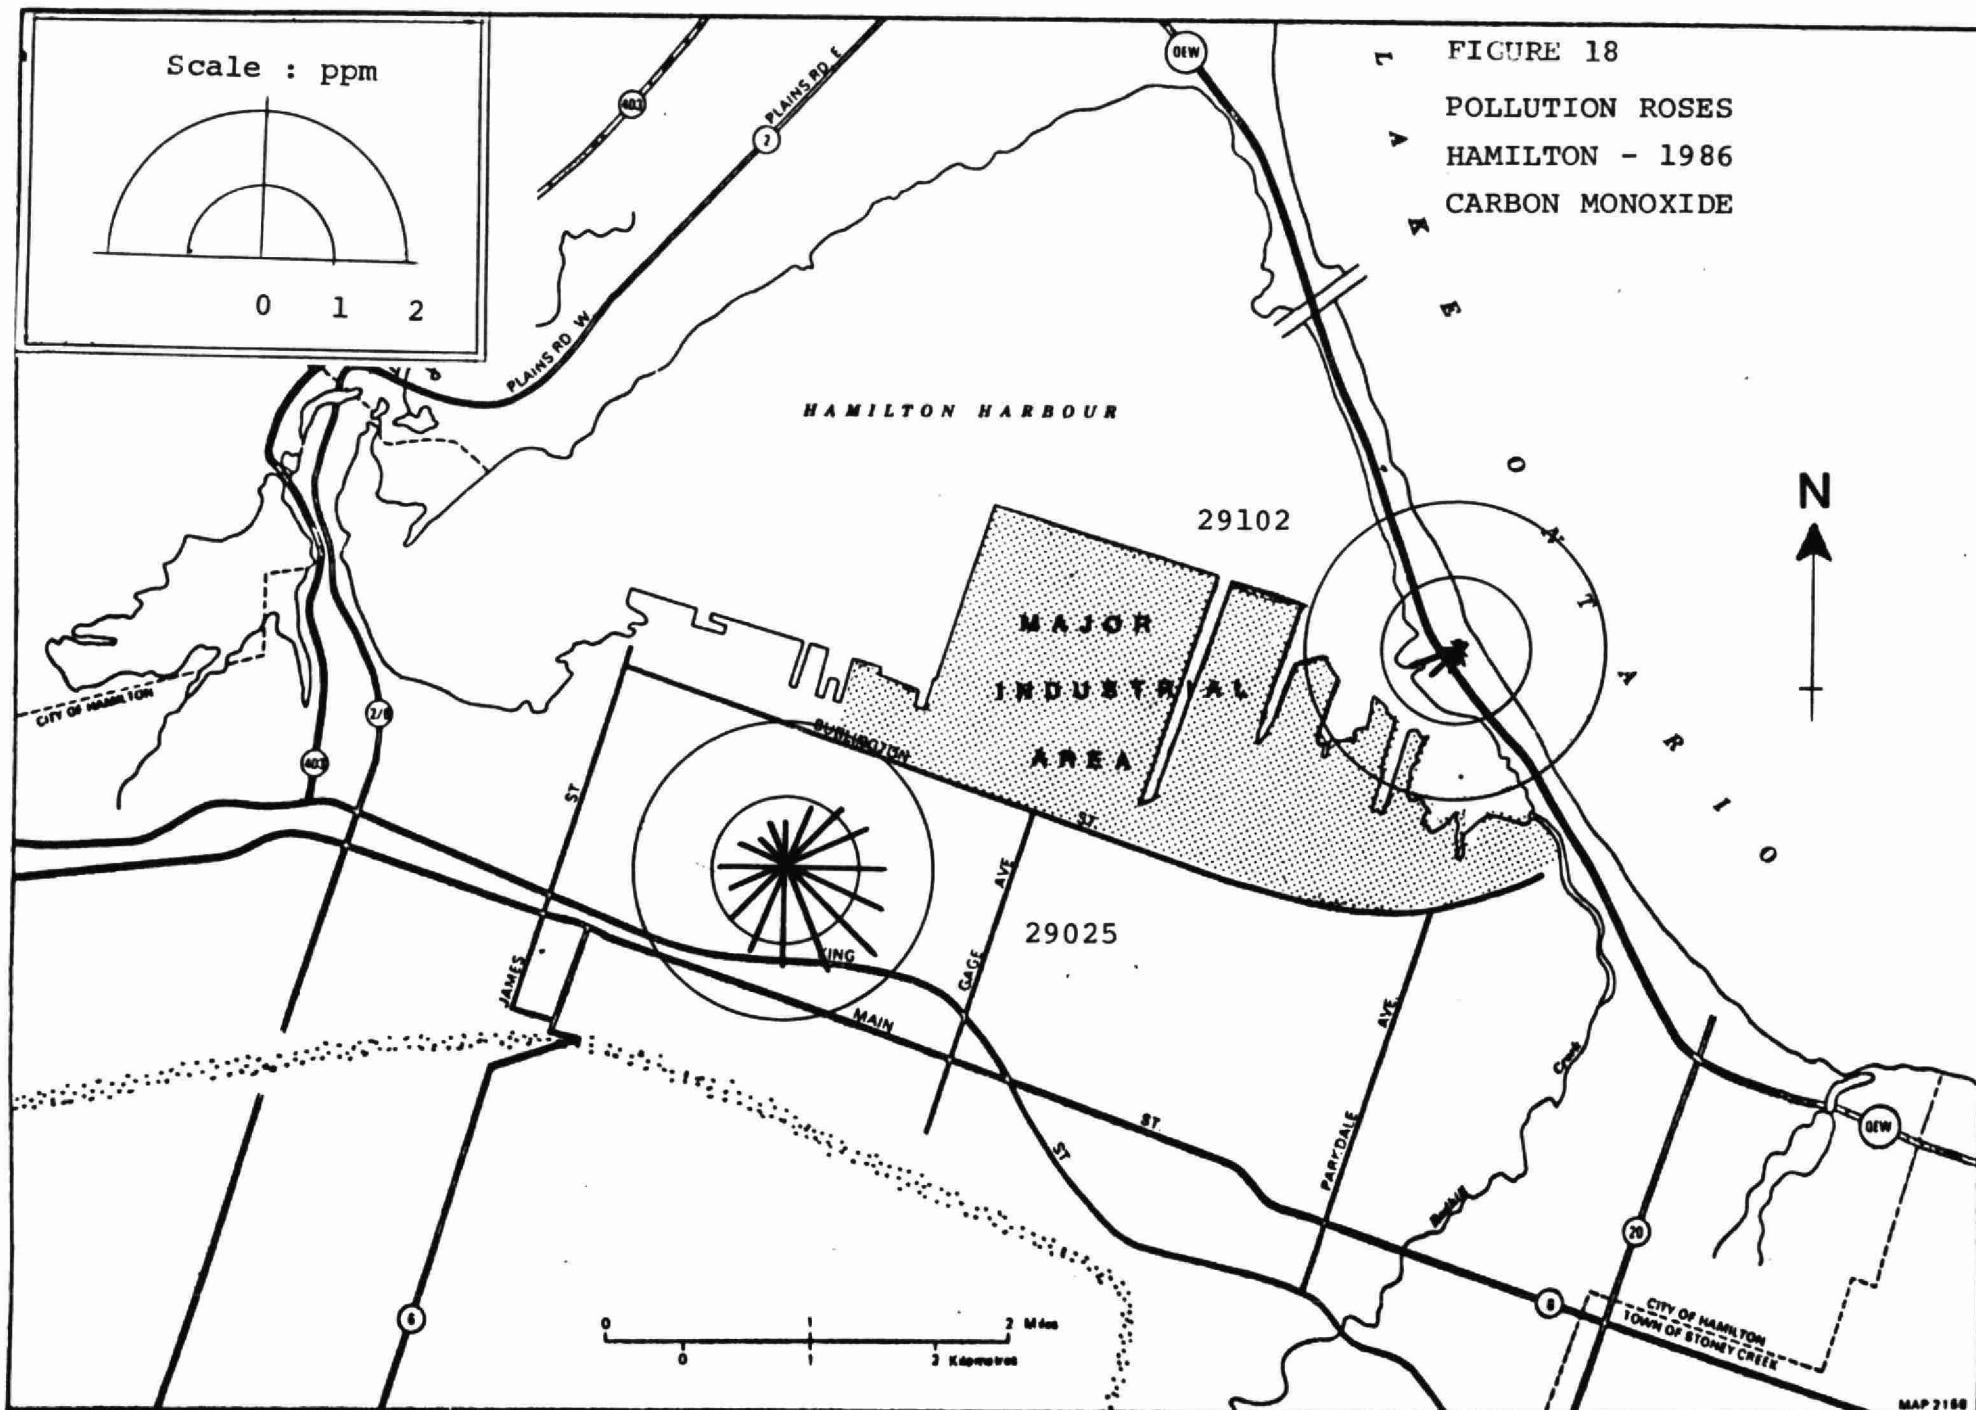 Scale : ppm
0 1 2
FIGURE 18
POLLUTION ROSES
HAMILTON - 1986
CARBON MONOXIDE
LAKE ONTARIO
QEW
403
2
PLAINS RD E
PLAINS RD W
HAMILTON HARBOUR
29102
N
MAJOR
INDUSTRIAL
AREA
CITY OF HAMILTON
2/6
403
BURLINGTON ST
ST
JAMES
AVE
GAGE
29025
KING
MAIN
ST
ST
AVE.
PARKDALE
Creek
QEW
20
8
6
CITY OF HAMILTON
TOWN OF STONEY CREEK
0 1 2 Miles
0 1 2 Kilometres
MAP 2168